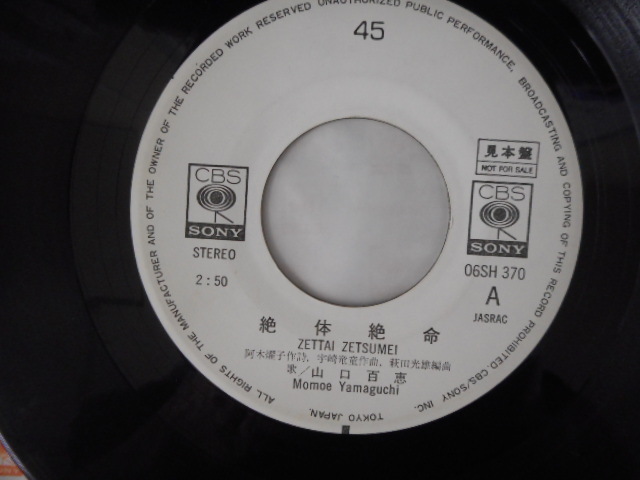 ALL RIGHTS OF THE MANUFACTURER AND OF THE OWNER OF THE RECORDED WORK RESERVED UNAUTHORIZED PUBLIC PERFORMANCE, BROADCASTING AND COPYING OF THIS RECORD PROHIBITED.
CBS/SONY INC. TOKYO JAPAN.
45
見本盤
NOT FOR SALE
CBS
SONY
STEREO
2:50
CBS
SONY
06SH 370
A
JASRAC
絶体絶命
ZETTAI ZETSUMEI
阿木燿子作詩, 宇崎竜童作曲, 萩田光雄編曲
歌/山口百恵
Momoe Yamaguchi